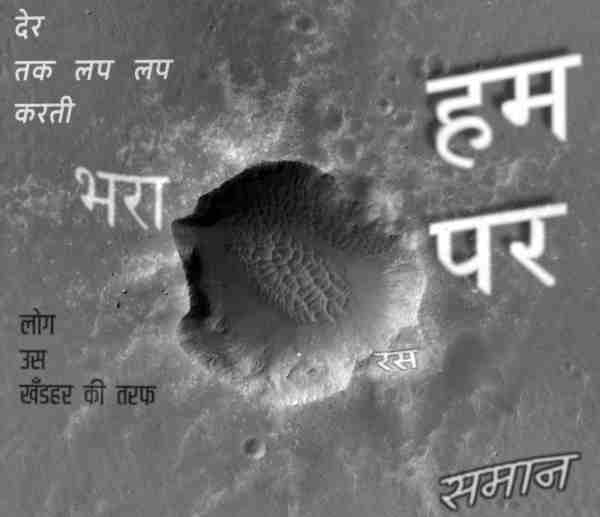 देर
तक लप लप
करती
हम
पर
भरा
लोग
उस
खँडहर की तरफ
रस
समान